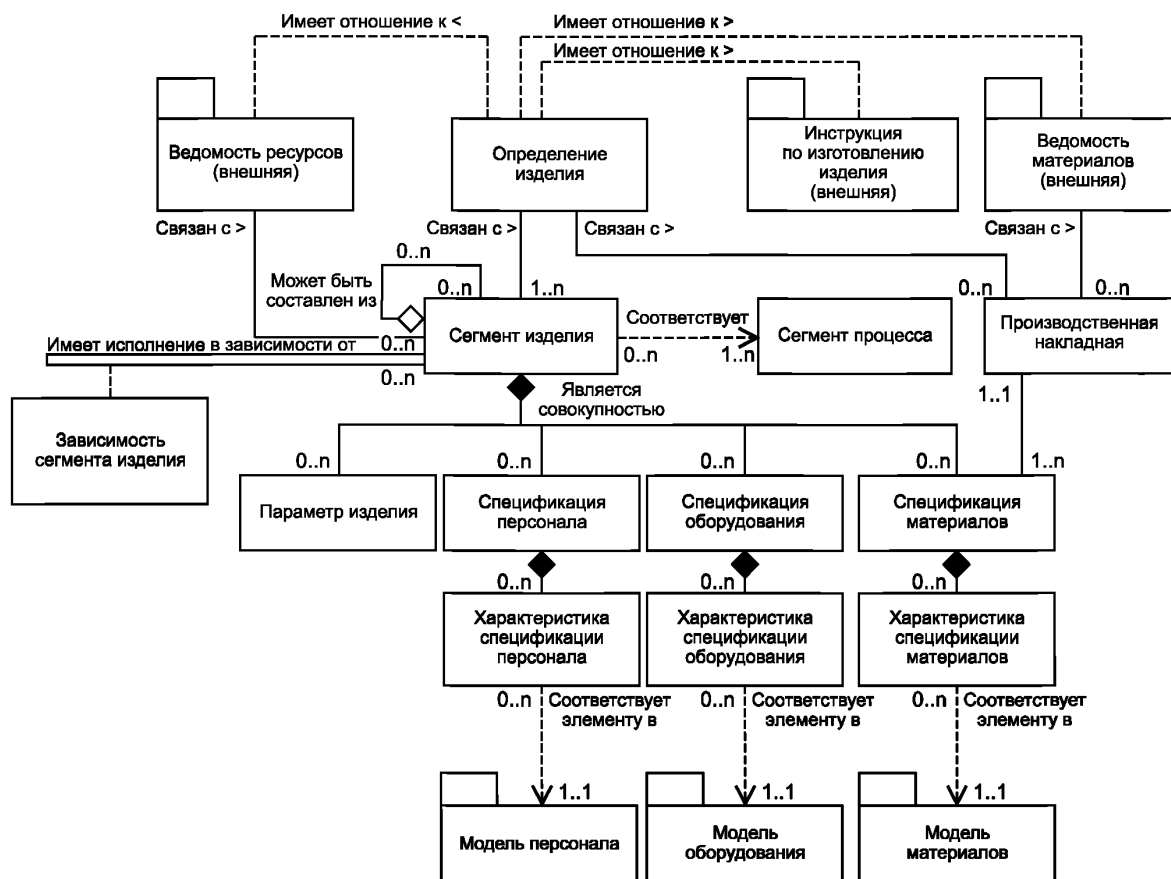 Имеет отношение к <
Имеет отношение к >
Имеет отношение к >
Ведомость ресурсов
(внешняя)
Определение
изделия
Инструкция
по изготовлению
изделия
(внешняя)
Ведомость
материалов
(внешняя)
Связан с >
Связан с >
Связан с >
Связан с >
0..n
Может быть
составлен из
0..n
1..n
0..n
0..n
Сегмент изделия
Соответствует
0..n
1..n
Сегмент процесса
Производственная
накладная
Имеет исполнение в зависимости от
0..n
0..n
Зависимость
сегмента изделия
Является
совокупностью
1..1
0..n
0..n
0..n
0..n
1..n
Параметр изделия
Спецификация
персонала
Спецификация
оборудования
Спецификация
материалов
0..n
0..n
0..n
Характеристика
спецификации
персонала
Характеристика
спецификации
оборудования
Характеристика
спецификации
материалов
0..n
Соответствует
элементу в
0..n
Соответствует
элементу в
0..n
Соответствует
элементу в
1..1
1..1
1..1
Модель персонала
Модель
оборудования
Модель
материалов